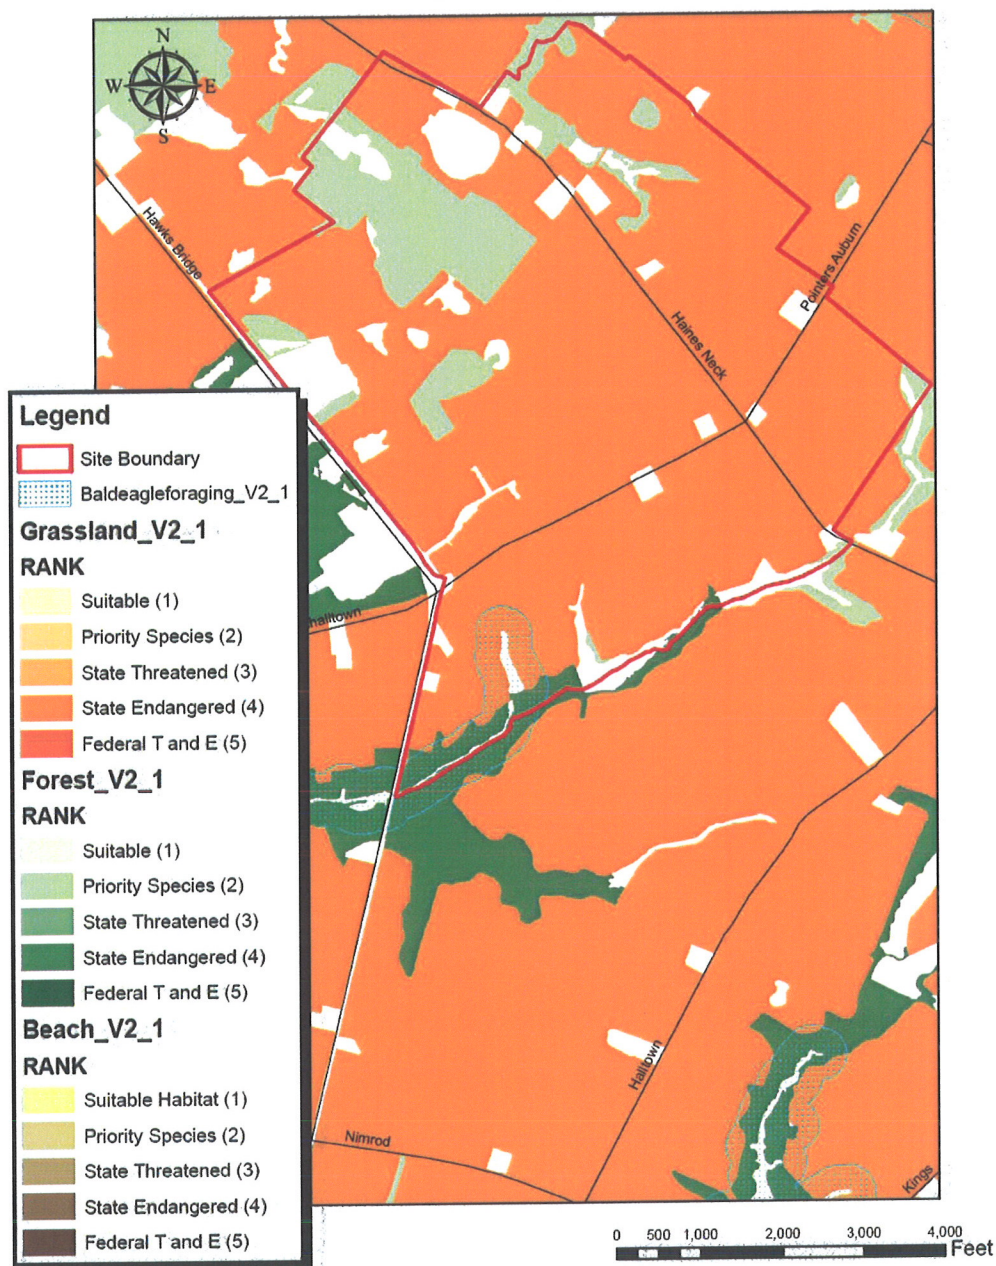 N
W E
S
Hawks Bridge
Pointers Auburn
Haines Neck
Legend
Site Boundary
Baldeagleforaging_V2_1
Grassland_V2_1
RANK
Suitable (1)
Priority Species (2)
State Threatened (3)
State Endangered (4)
Federal T and E (5)
Forest_V2_1
RANK
Suitable (1)
Priority Species (2)
State Threatened (3)
State Endangered (4)
Federal T and E (5)
Beach_V2_1
RANK
Suitable Habitat (1)
Priority Species (2)
State Threatened (3)
State Endangered (4)
Federal T and E (5)
halltown
Halltown
Nimrod
Kings
0 500 1,000 2,000 3,000 4,000
Feet